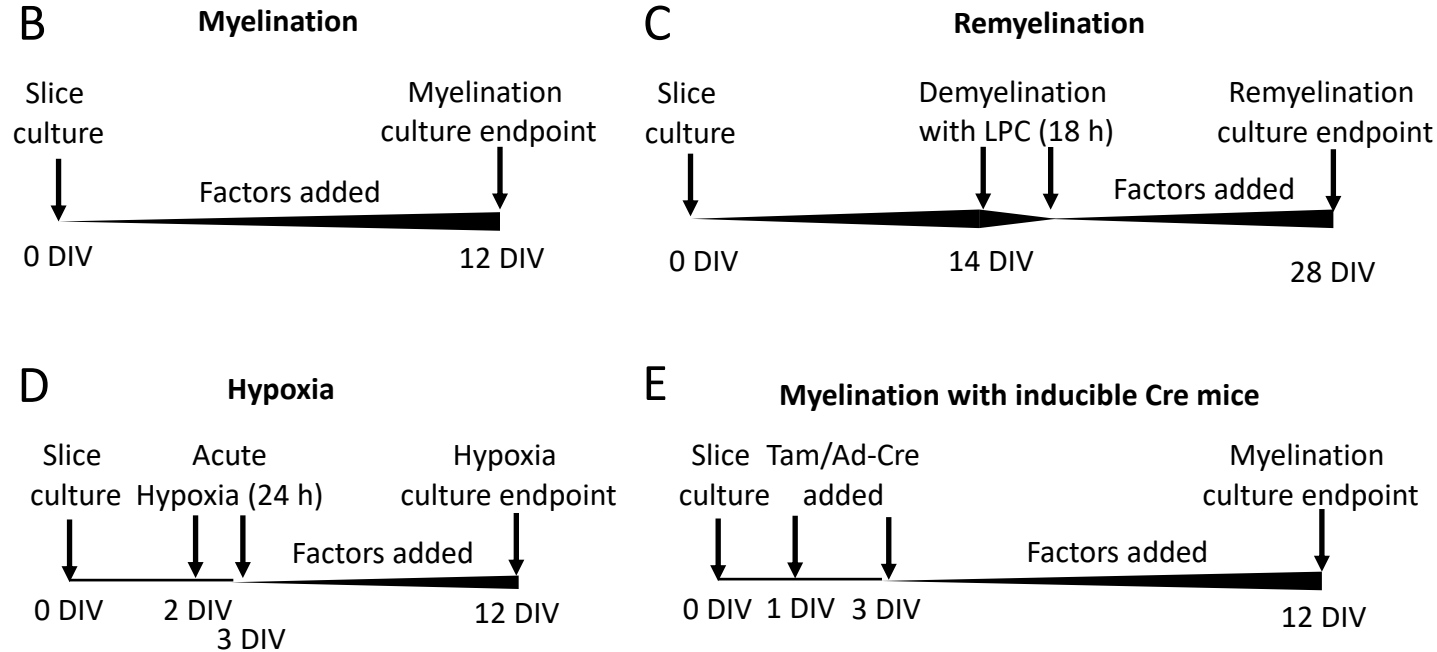 B
Myelination
Slice
culture
Myelination
culture endpoint
Factors added
0 DIV
12 DIV
C
Remyelination
Slice
culture
Demyelination
with LPC (18 h)
Remyelination
culture endpoint
Factors added
0 DIV
14 DIV
28 DIV
D
Hypoxia
Slice
culture
Acute
Hypoxia (24 h)
Hypoxia
culture endpoint
Factors added
0 DIV
2 DIV
3 DIV
12 DIV
E
Myelination with inducible Cre mice
Slice
culture
Tam/Ad-Cre
added
Myelination
culture endpoint
Factors added
0 DIV
1 DIV
3 DIV
12 DIV